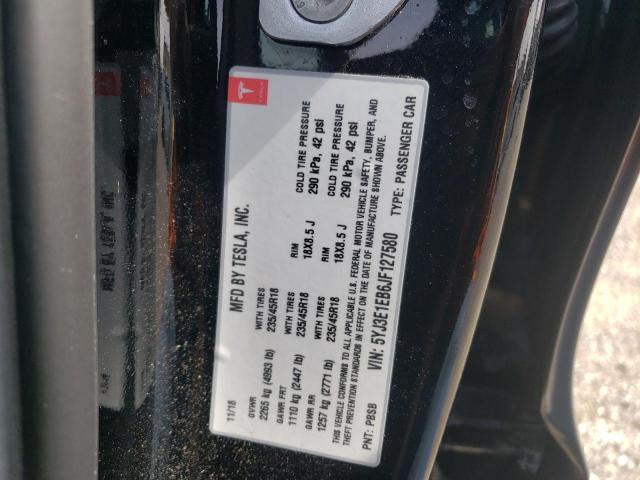 TESLA
MFD BY TESLA, INC.
11/18
GVWR
2265 kg (4993 lb)
WITH TIRES
235/45R18
RIM
18X8.5 J
COLD TIRE PRESSURE
290 kPa, 42 psi
GAWR FRT
1110 kg (2447 lb)
WITH TIRES
235/45R18
RIM
18X8.5 J
COLD TIRE PRESSURE
290 kPa, 42 psi
GAWR RR
1257 kg (2771 lb)
235/45R18
THIS VEHICLE CONFORMS TO ALL APPLICABLE U.S. FEDERAL MOTOR VEHICLE SAFETY, BUMPER, AND
THEFT PREVENTION STANDARDS IN EFFECT ON THE DATE OF MANUFACTURE SHOWN ABOVE.
VIN: 5YJ3E1EB6JF127580 TYPE: PASSENGER CAR
PNT: PBSB